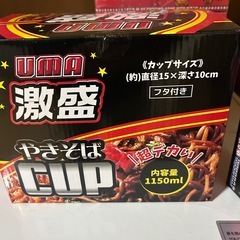 UMA
激盛
やきそば
CUP
《カップサイズ》
(約)直径15×深さ10cm
フタ付き
超デカい
内容量
1150ml